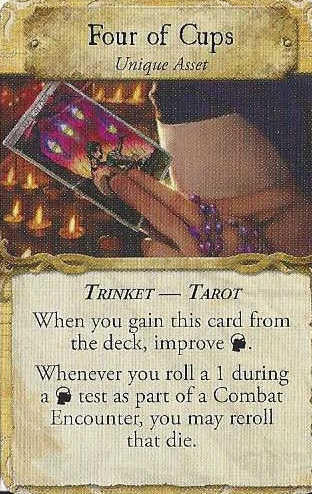 Four of Cups
Unique Asset
TRINKET — TAROT
When you gain this card from
the deck, improve .
Whenever you roll a 1 during
a test as part of a Combat
Encounter, you may reroll
that die.